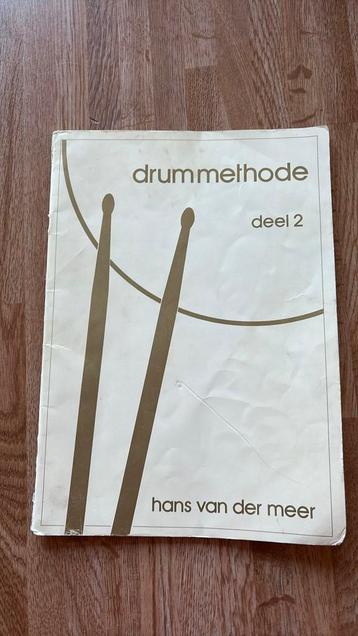 drummethode
deel 2
hans van der meer